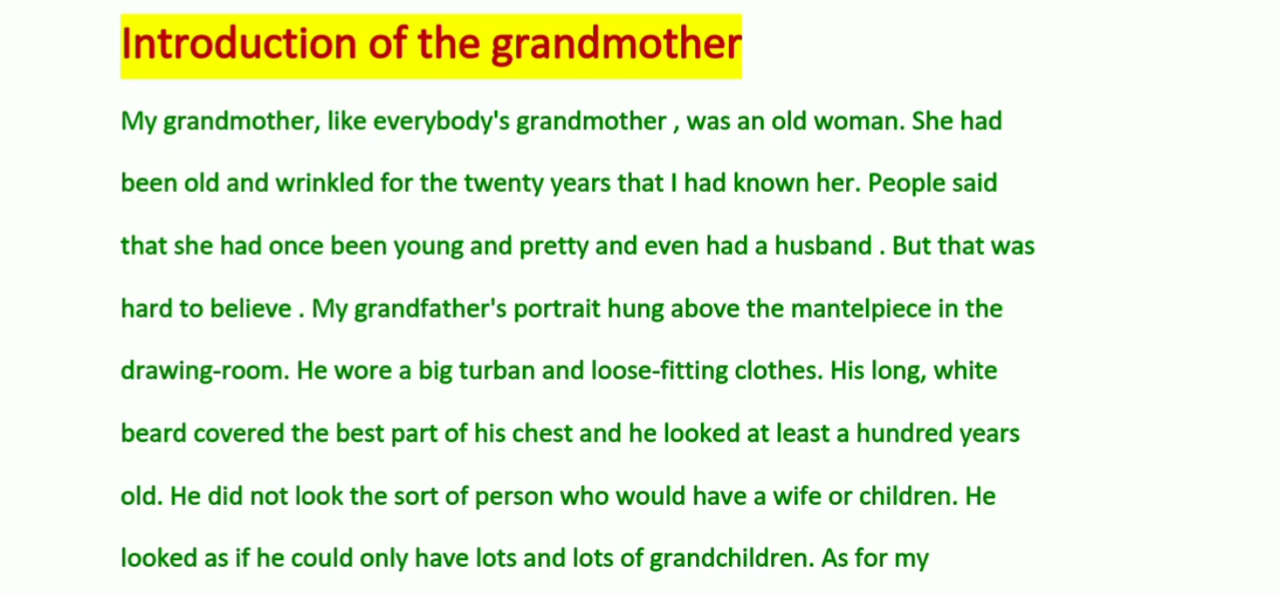 Introduction of the grandmother
My grandmother, like everybody's grandmother , was an old woman. She had
been old and wrinkled for the twenty years that I had known her. People said
that she had once been young and pretty and even had a husband . But that was
hard to believe . My grandfather's portrait hung above the mantelpiece in the
drawing-room. He wore a big turban and loose-fitting clothes. His long, white
beard covered the best part of his chest and he looked at least a hundred years
old. He did not look the sort of person who would have a wife or children. He
looked as if he could only have lots and lots of grandchildren. As for my